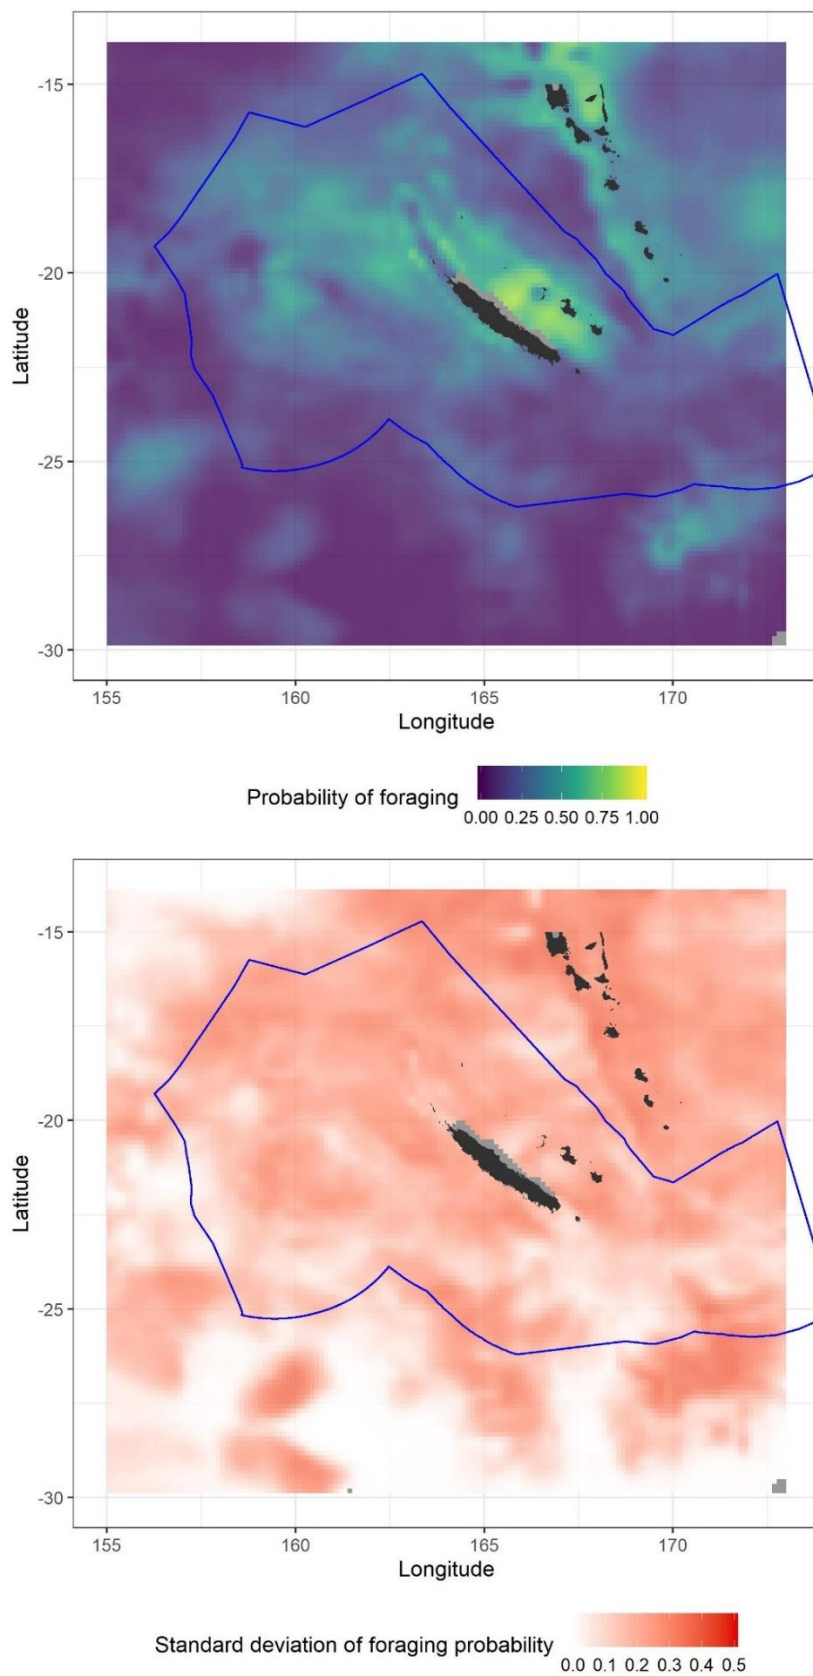 -15
-20
-25
-30
Latitude
155 160 165 170
Longitude
Probability of foraging
0.00 0.25 0.50 0.75 1.00
-15
-20
-25
-30
Latitude
155 160 165 170
Longitude
Standard deviation of foraging probability
0.0 0.1 0.2 0.3 0.4 0.5